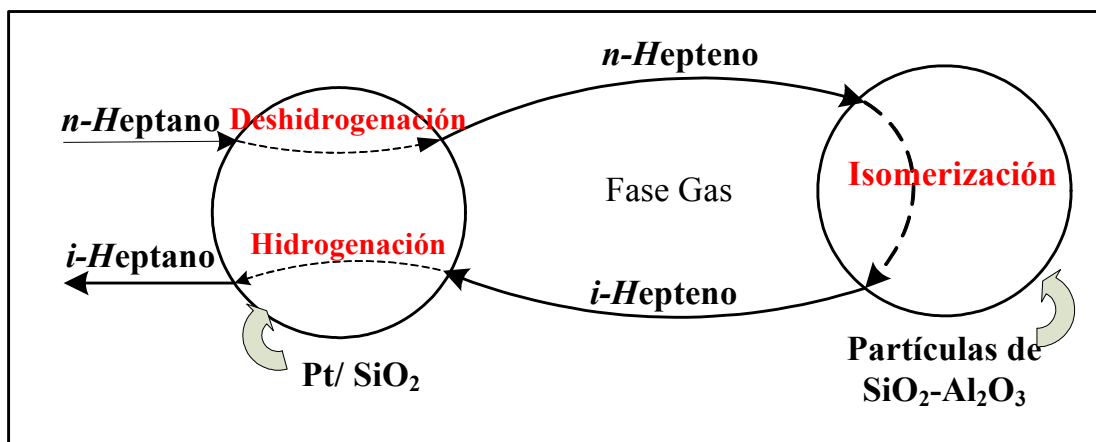 n-Hepteno
n-Heptano
Deshidrogenación
Isomerización
Fase Gas
Hidrogenación
i-Heptano
i-Hepteno
Pt/ SiO₂
Partículas de
SiO₂-Al₂O₃